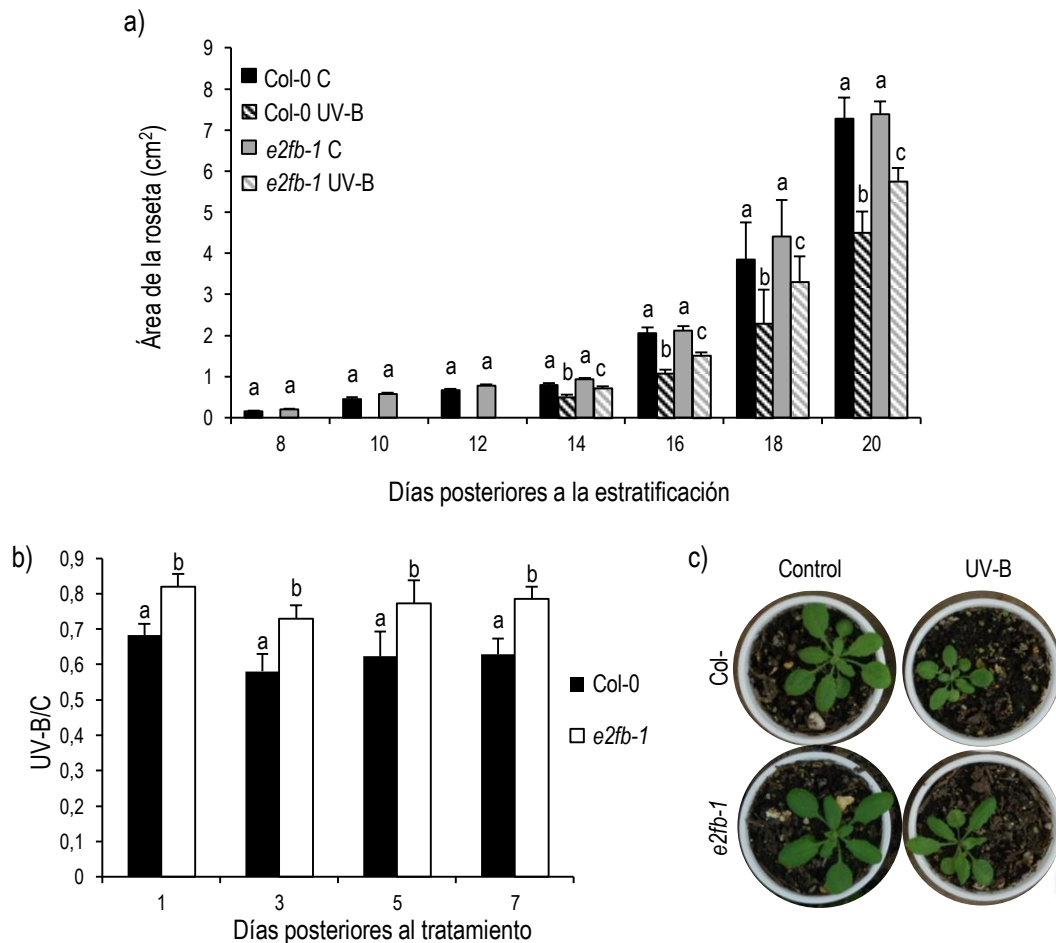 a)
Área de la roseta (cm²)
9
8
7
6
5
4
3
2
1
0
Col-0 C
Col-0 UV-B
e2fb-1 C
e2fb-1 UV-B
a a
a a
a a
a b a c
a b a c
a b a c
a b a c
8 10 12 14 16 18 20
Días posteriores a la estratificación
b)
UV-B/C
0,9
0,8
0,7
0,6
0,5
0,4
0,3
0,2
0,1
0
a b
a b
a b
a b
Col-0
e2fb-1
1 3 5 7
Días posteriores al tratamiento
c)
Control UV-B
Col-
e2fb-1